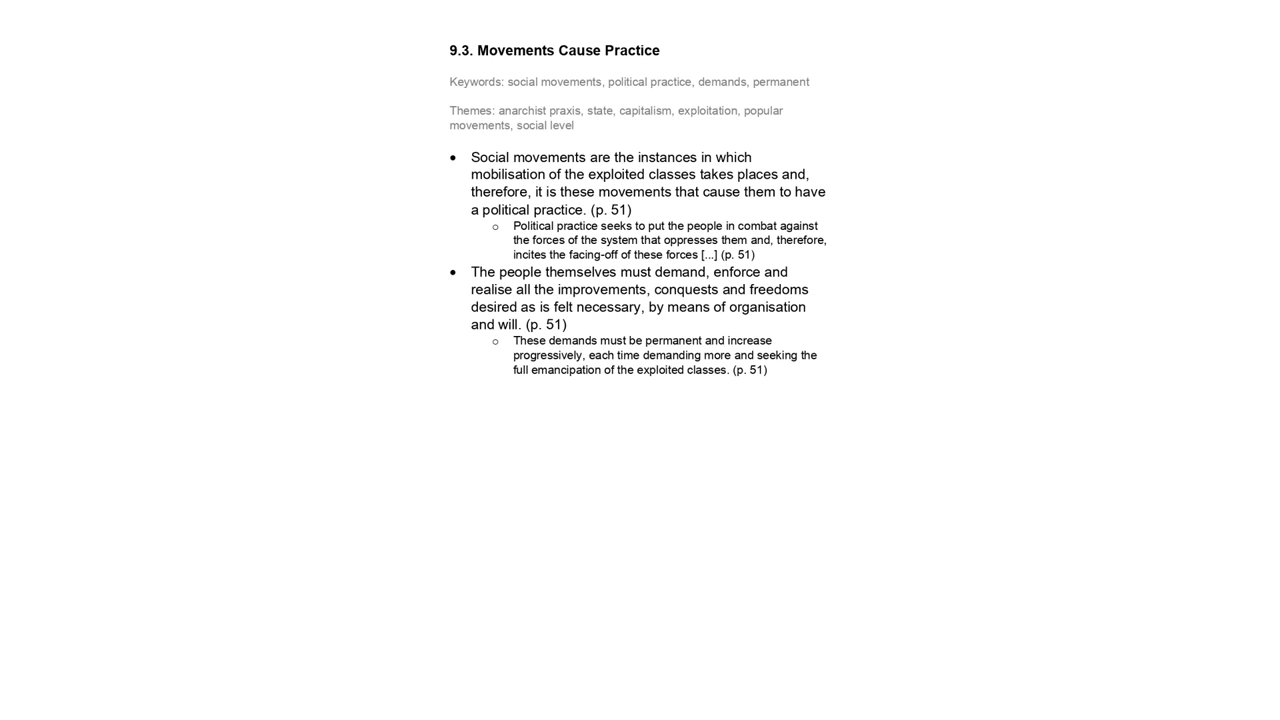 9.3. Movements Cause Practice
Keywords: social movements, political practice, demands, permanent
Themes: anarchist praxis, state, capitalism, exploitation, popular
movements, social level
• Social movements are the instances in which
mobilisation of the exploited classes takes places and,
therefore, it is these movements that cause them to have
a political practice. (p. 51)
o Political practice seeks to put the people in combat against
the forces of the system that oppresses them and, therefore,
incites the facing-off of these forces [...] (p. 51)
• The people themselves must demand, enforce and
realise all the improvements, conquests and freedoms
desired as is felt necessary, by means of organisation
and will. (p. 51)
o These demands must be permanent and increase
progressively, each time demanding more and seeking the
full emancipation of the exploited classes. (p. 51)